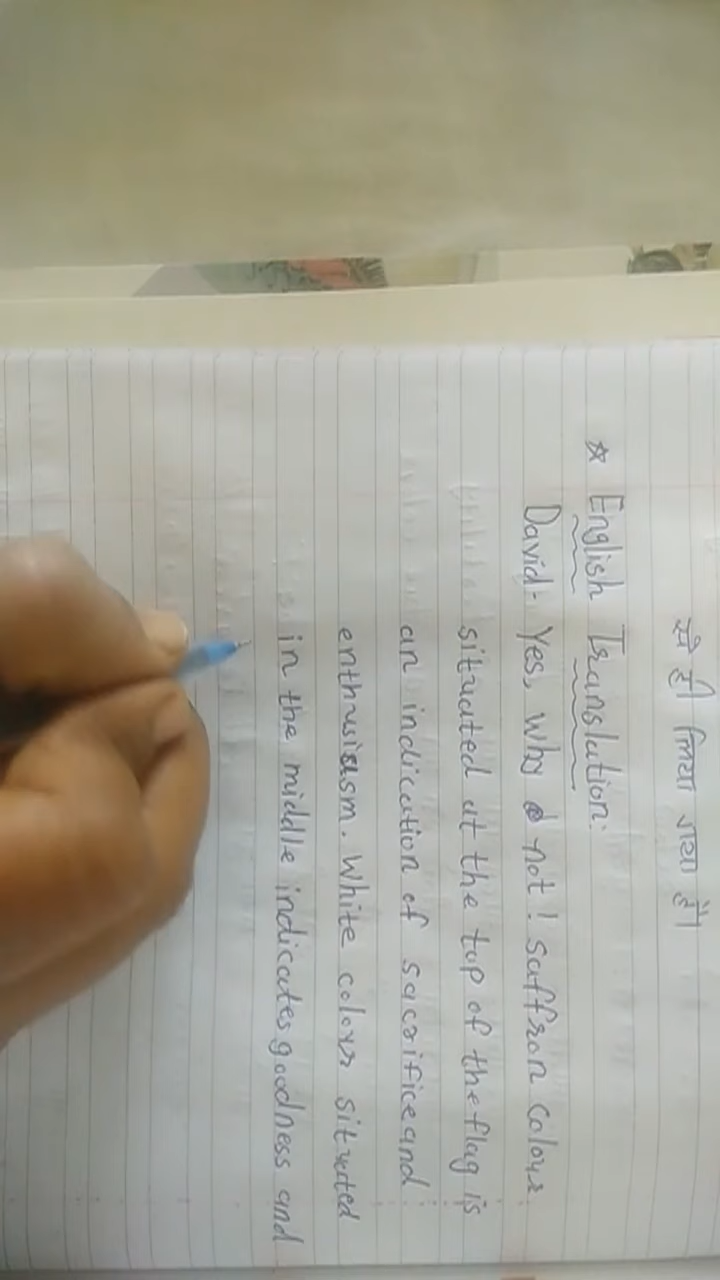 से ही लिया गया है।
☆ English Translation:
David- Yes, why not! saffron colour
situated at the top of the flag is
an indication of sacrifice and
enthusiasm. White colour situated
in the middle indicates goodness and